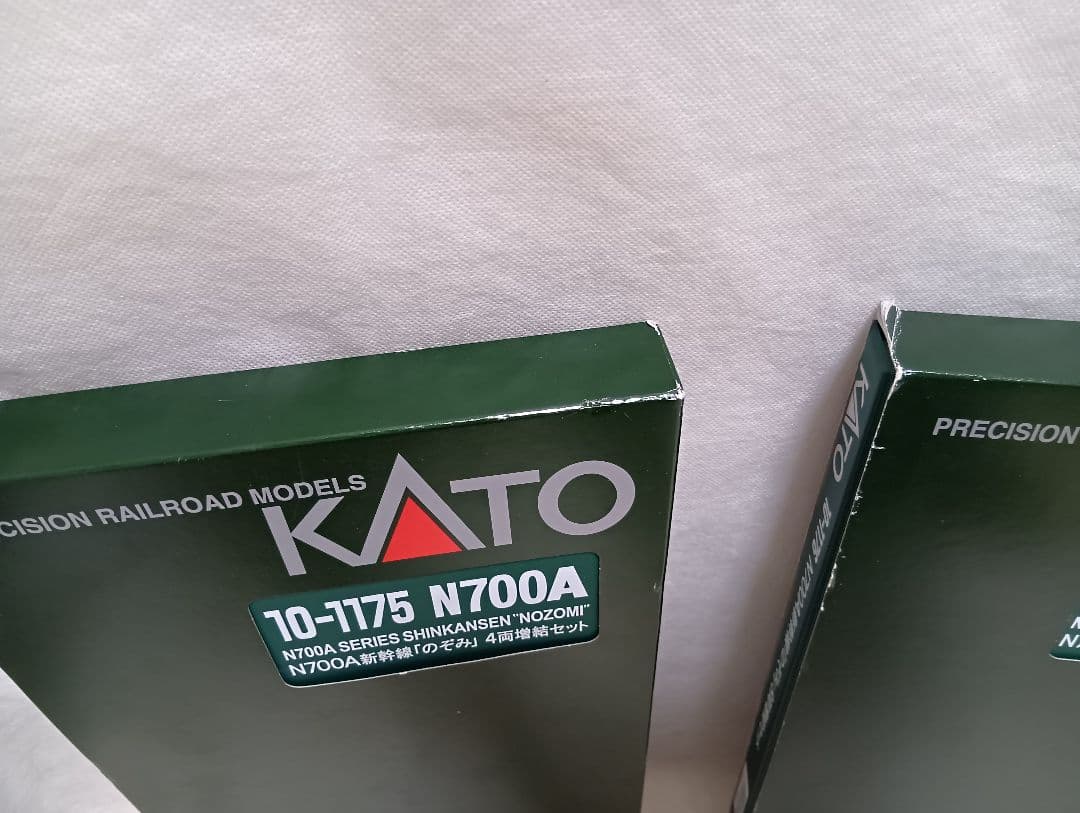 CISION RAILROAD MODELS
KATO
10-1175 N700A
N700A SERIES SHINKANSEN "NOZOMI"
N700A新幹線「のぞみ」 4両増結セット
KATO
PRECISION